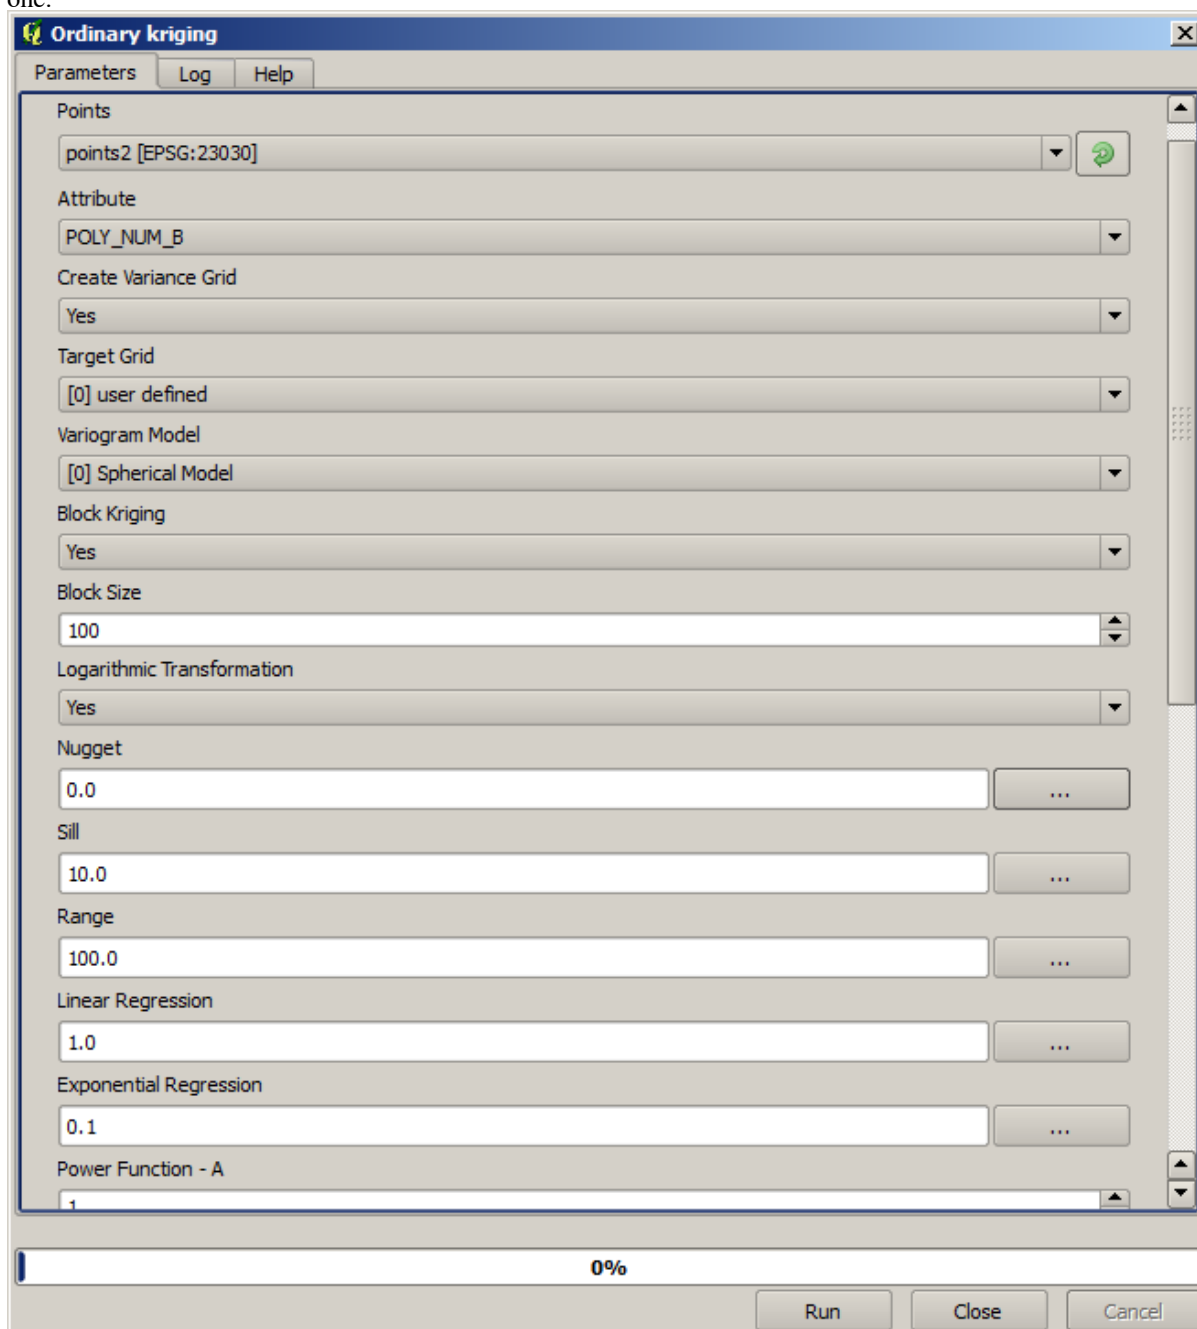 one.
Ordinary kriging
Parameters Log Help
Points
points2 [EPSG:23030]
Attribute
POLY_NUM_B
Create Variance Grid
Yes
Target Grid
[0] user defined
Variogram Model
[0] Spherical Model
Block Kriging
Yes
Block Size
100
Logarithmic Transformation
Yes
Nugget
0.0 ...
Sill
10.0 ...
Range
100.0 ...
Linear Regression
1.0 ...
Exponential Regression
0.1 ...
Power Function - A
1
0%
Run Close Cancel